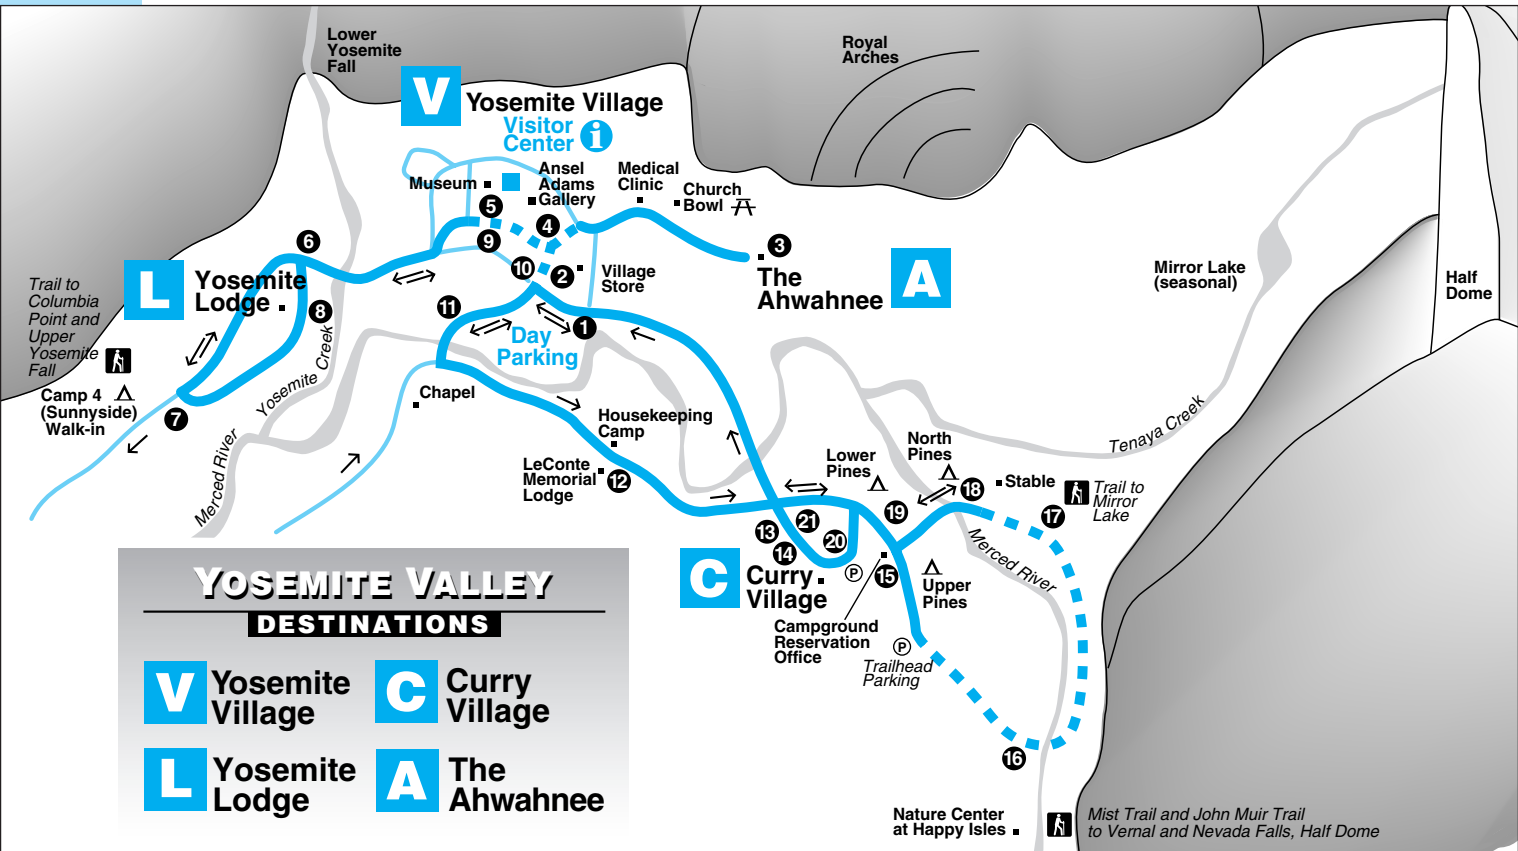 Lower
Yosemite
Fall
Royal
Arches
V
Yosemite Village
Visitor
Center i
Museum
Ansel
Adams
Gallery
Medical
Clinic
Church
Bowl
5
4
9
10
2
Village
Store
3
The
Ahwahnee
A
Mirror Lake
(seasonal)
Half
Dome
6
L
Yosemite
Lodge
8
Trail to
Columbia
Point and
Upper
Yosemite
Fall
Camp 4
(Sunnyside)
Walk-in
7
Yosemite Creek
Merced River
11
Day
Parking
1
Chapel
Housekeeping
Camp
LeConte
Memorial
Lodge
12
Lower
Pines
North
Pines
Tenaya Creek
18
Stable
Trail to
Mirror
Lake
17
19
21
20
13
14
C
Curry
Village
P
15
Merced River
Upper
Pines
Campground
Reservation
Office
P
Trailhead
Parking
16
Nature Center
at Happy Isles
Mist Trail and John Muir Trail
to Vernal and Nevada Falls, Half Dome
YOSEMITE VALLEY
DESTINATIONS
V
Yosemite
Village
C
Curry
Village
L
Yosemite
Lodge
A
The
Ahwahnee